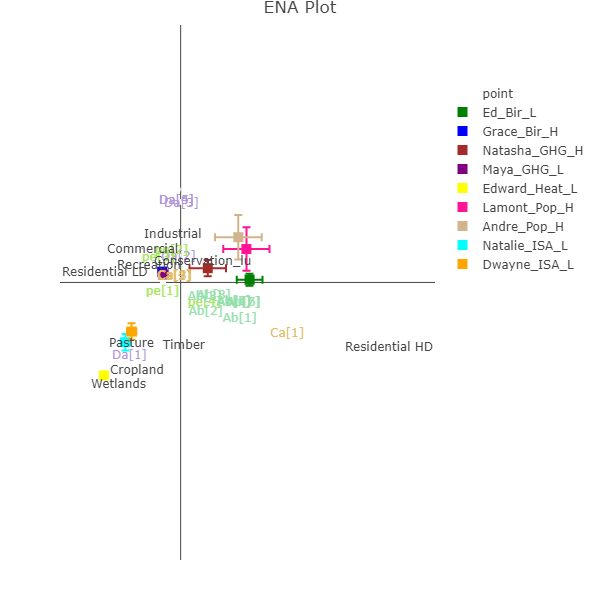 ENA Plot
point
Ed_Bir_L
Grace_Bir_H
Natasha_GHG_H
Maya_GHG_L
Edward_Heat_L
Lamont_Pop_H
Andre_Pop_H
Natalie_ISA_L
Dwayne_ISA_L
Industrial
Commercial
Conservation_lu
Recreation
Residential LD
pe[1]
Ab[2]
Ab[1]
Ca[1]
Pasture
Timber
Residential HD
Da[1]
Cropland
Wetlands